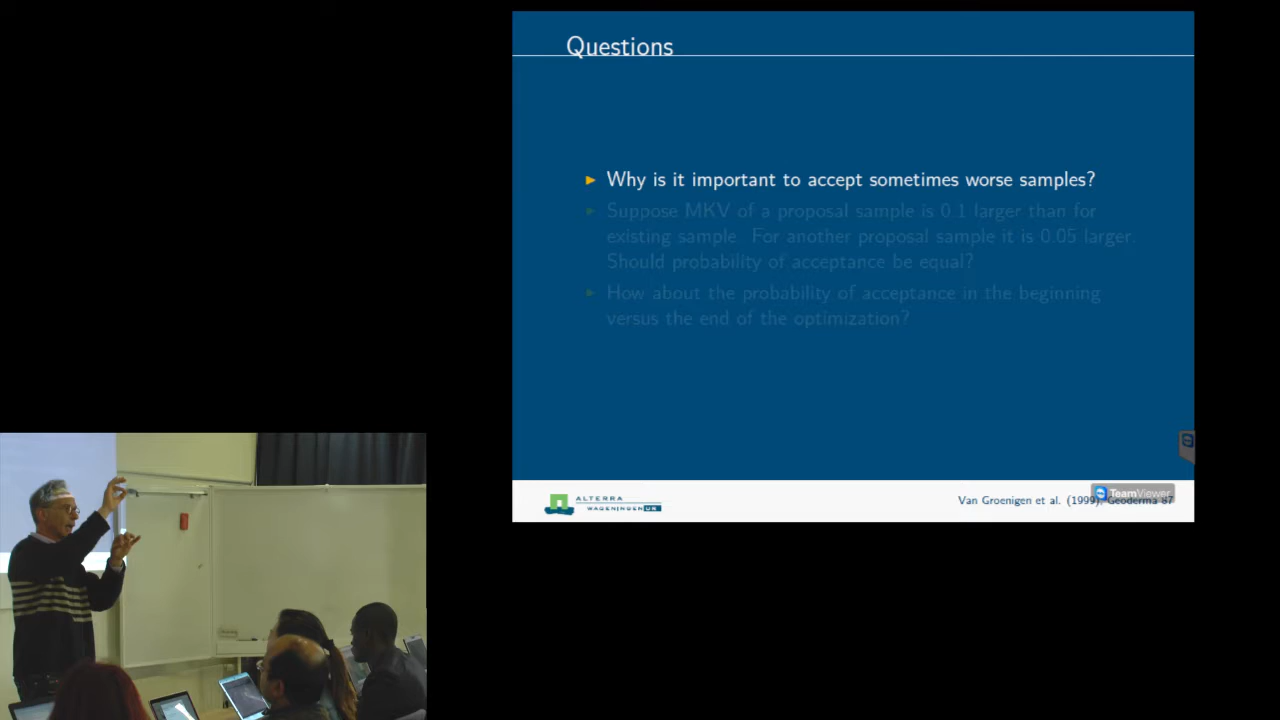 Questions
Why is it important to accept sometimes worse samples?
Suppose MKV of a proposal sample is 0.1 larger than for
existing sample. For another proposal sample it is 0.05 larger.
Should probability of acceptance be equal?
How about the probability of acceptance in the beginning
versus the end of the optimization?
ALTERRA
WAGENINGEN UR
Van Groenigen et al. (1999), Geoderma 87
TeamViewer